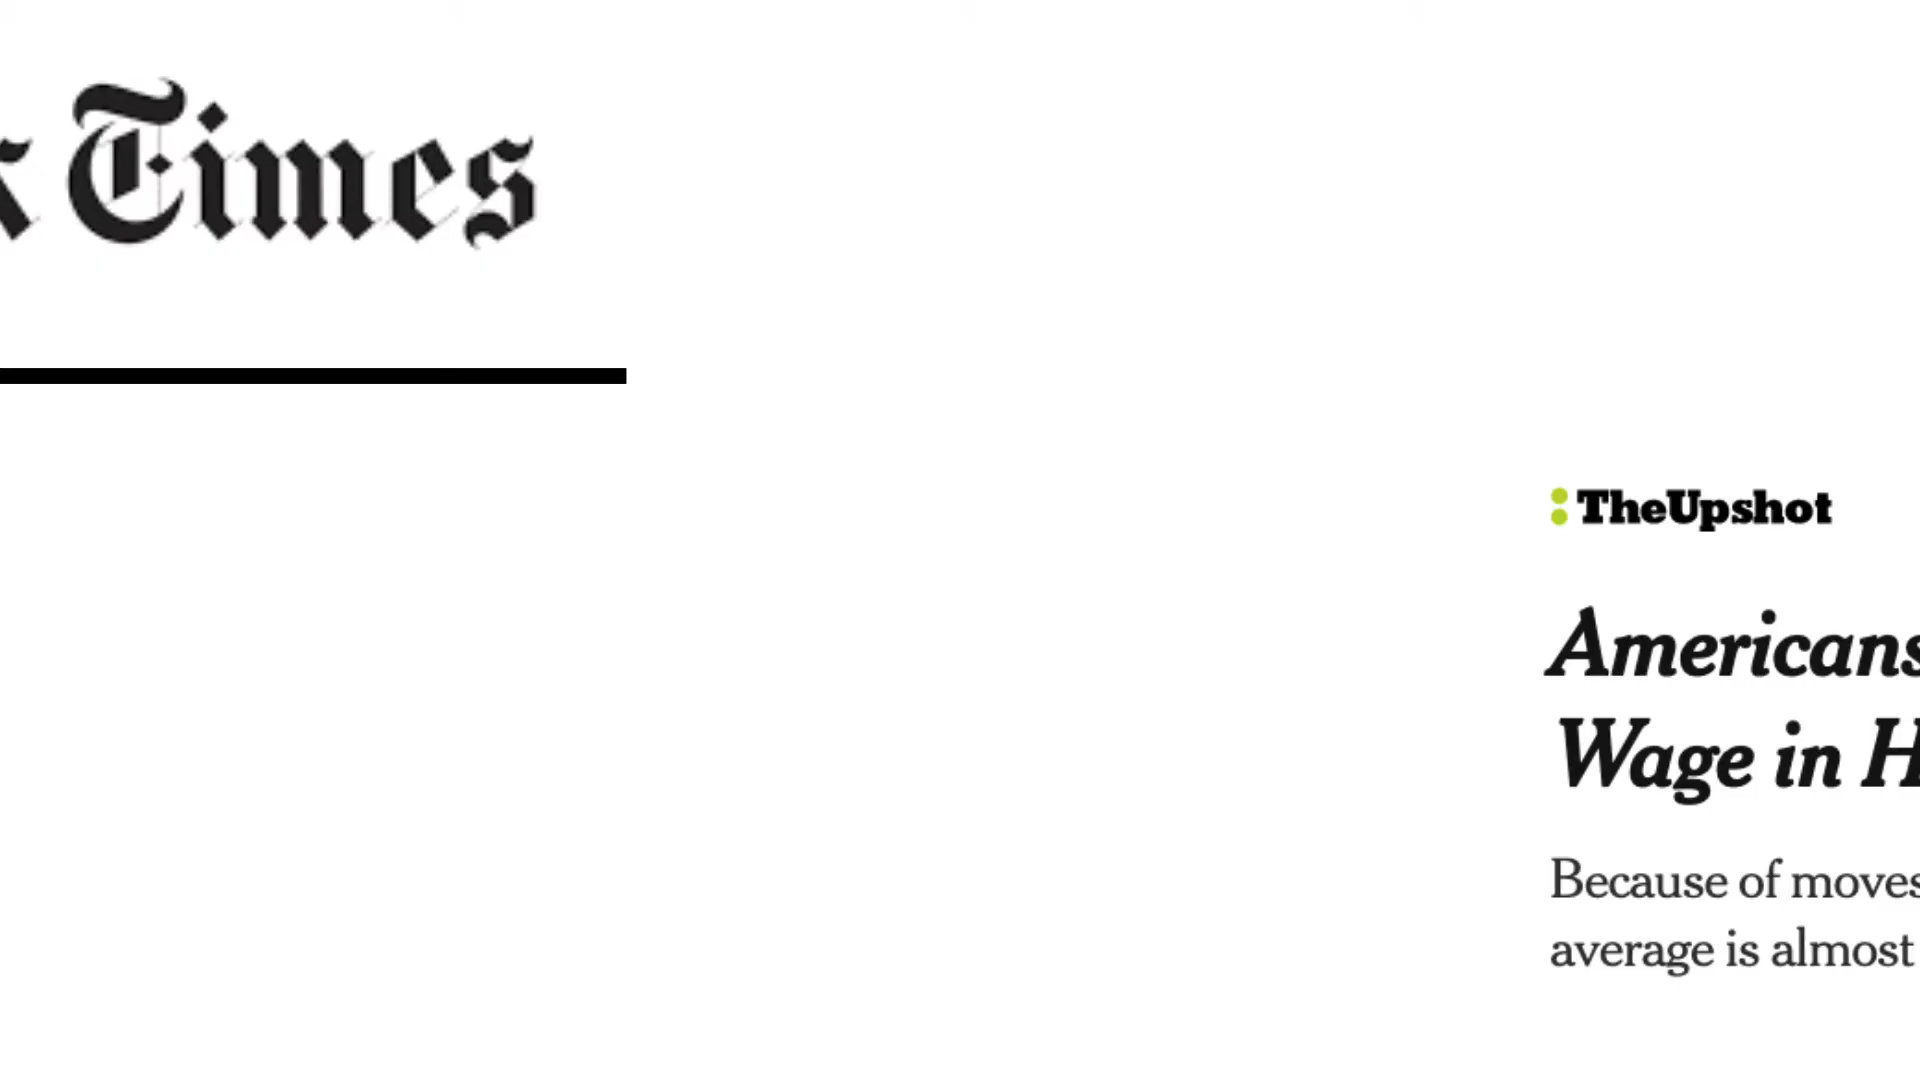 Times
TheUpshot
Americans
Wage in H
Because of moves
average is almost